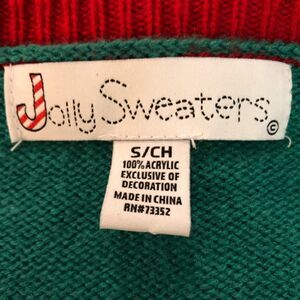 Jolly Sweaters ©
S/CH
100% ACRYLIC
EXCLUSIVE OF
DECORATION
MADE IN CHINA
RN#73352